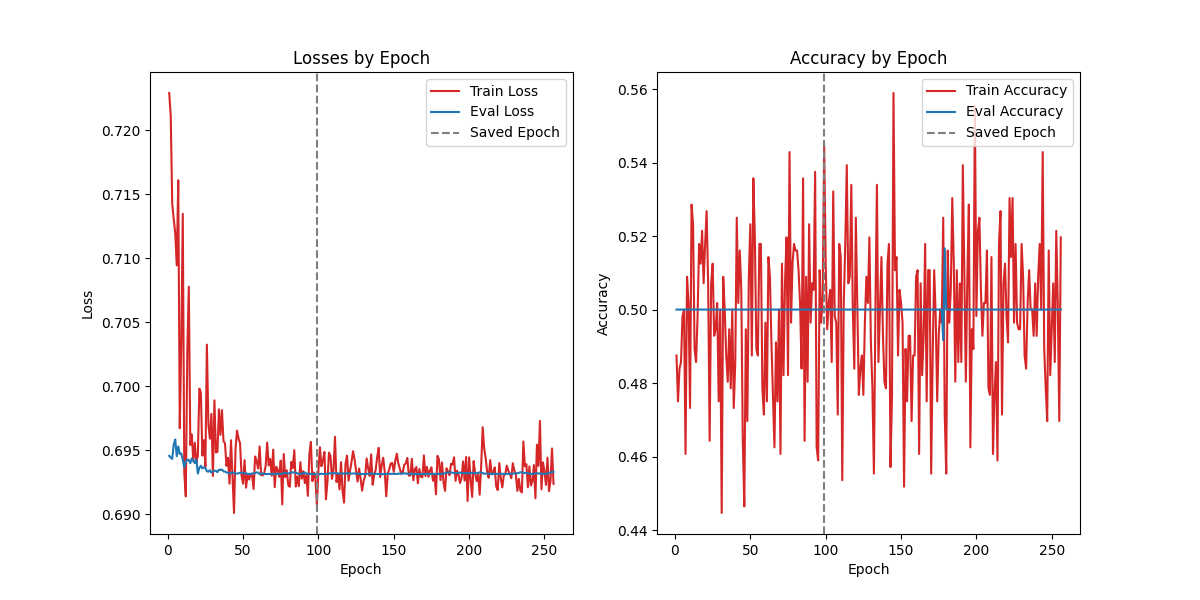 Losses by Epoch
Train Loss
Eval Loss
Saved Epoch
0.720
0.715
0.710
0.705
0.700
0.695
0.690
Loss
0
50
100
150
200
250
Epoch
Accuracy by Epoch
Train Accuracy
Eval Accuracy
Saved Epoch
0.56
0.54
0.52
0.50
0.48
0.46
0.44
Accuracy
0
50
100
150
200
250
Epoch